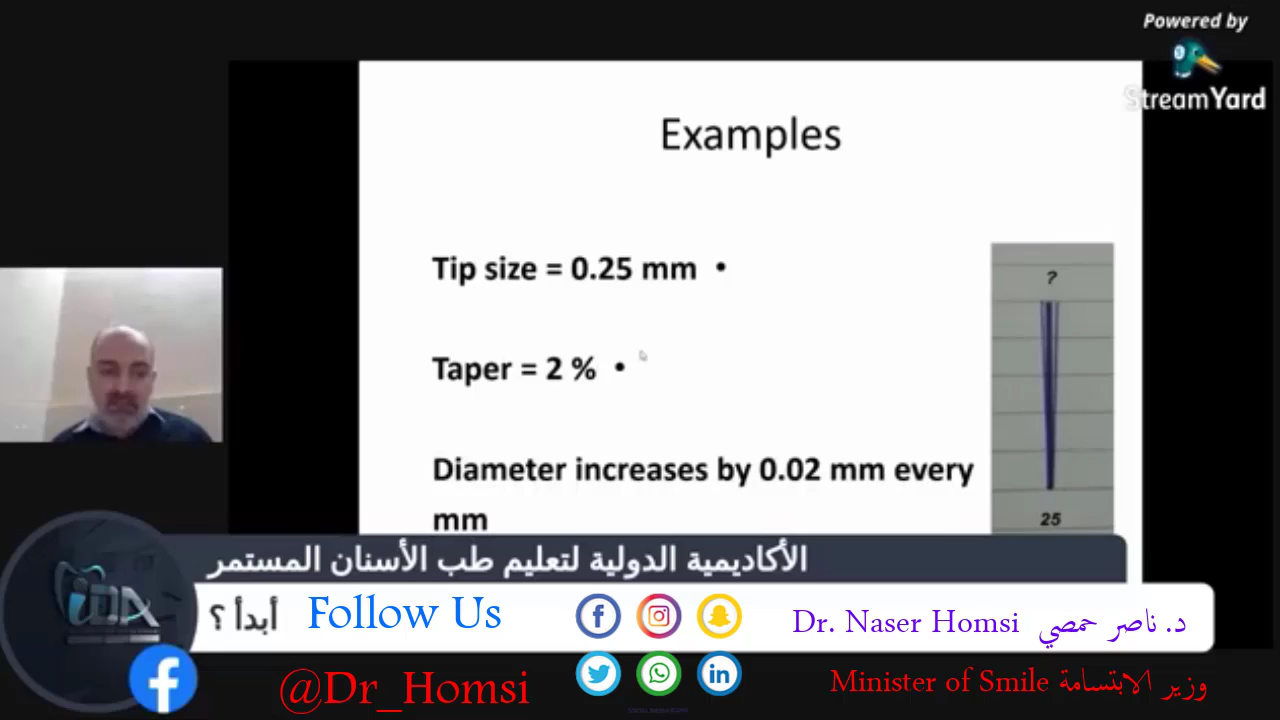 Powered by
StreamYard
Examples
Tip size = 0.25 mm •
Taper = 2 % •
Diameter increases by 0.02 mm every
mm
?
25
الأكاديمية الدولية لتعليم طب الأسنان المستمر
iDA
أبدأ ؟
Follow Us
Dr. Naser Homsi د. ناصر حمصي
@Dr_Homsi
Minister of Smile وزير الابتسامة